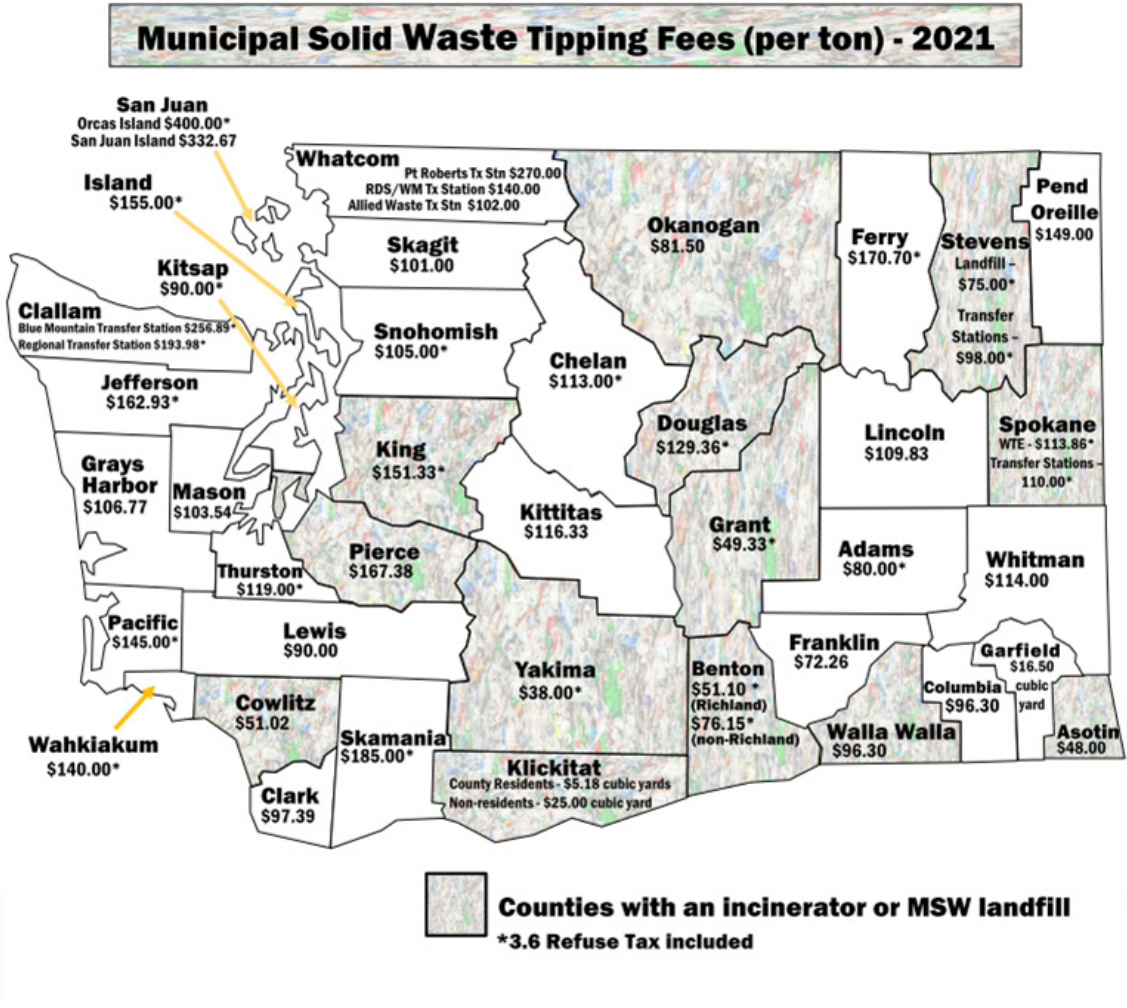 Municipal Solid Waste Tipping Fees (per ton) - 2021
San Juan
Orcas Island $400.00*
San Juan Island $332.67
Whatcom
Pt Roberts Tx Stn $270.00
RDS/WM Tx Station $140.00
Allied Waste Tx Stn $102.00
Island
$155.00*
Skagit
$101.00
Okanogan
$81.50
Ferry
$170.70*
Stevens
Landfill –
$75.00*
Transfer
Stations –
$98.00*
Pend
Oreille
$149.00
Kitsap
$90.00*
Clallam
Blue Mountain Transfer Station $256.89*
Regional Transfer Station $193.98*
Snohomish
$105.00*
Chelan
$113.00*
Jefferson
$162.93*
Douglas
$129.36*
Lincoln
$109.83
Spokane
WTE - $113.86*
Transfer Stations –
110.00*
King
$151.33*
Grays
Harbor
$106.77
Mason
$103.54
Kittitas
$116.33
Grant
$49.33*
Adams
$80.00*
Whitman
$114.00
Pierce
$167.38
Thurston
$119.00*
Pacific
$145.00*
Lewis
$90.00
Yakima
$38.00*
Benton
$51.10 *
(Richland)
$76.15*
(non-Richland)
Franklin
$72.26
Garfield
$16.50
cubic
yard
Columbia
$96.30
Walla Walla
$96.30
Asotin
$48.00
Cowlitz
$51.02
Skamania
$185.00*
Wahkiakum
$140.00*
Klickitat
County Residents - $5.18 cubic yards
Non-residents - $25.00 cubic yard
Clark
$97.39
Counties with an incinerator or MSW landfill
*3.6 Refuse Tax included